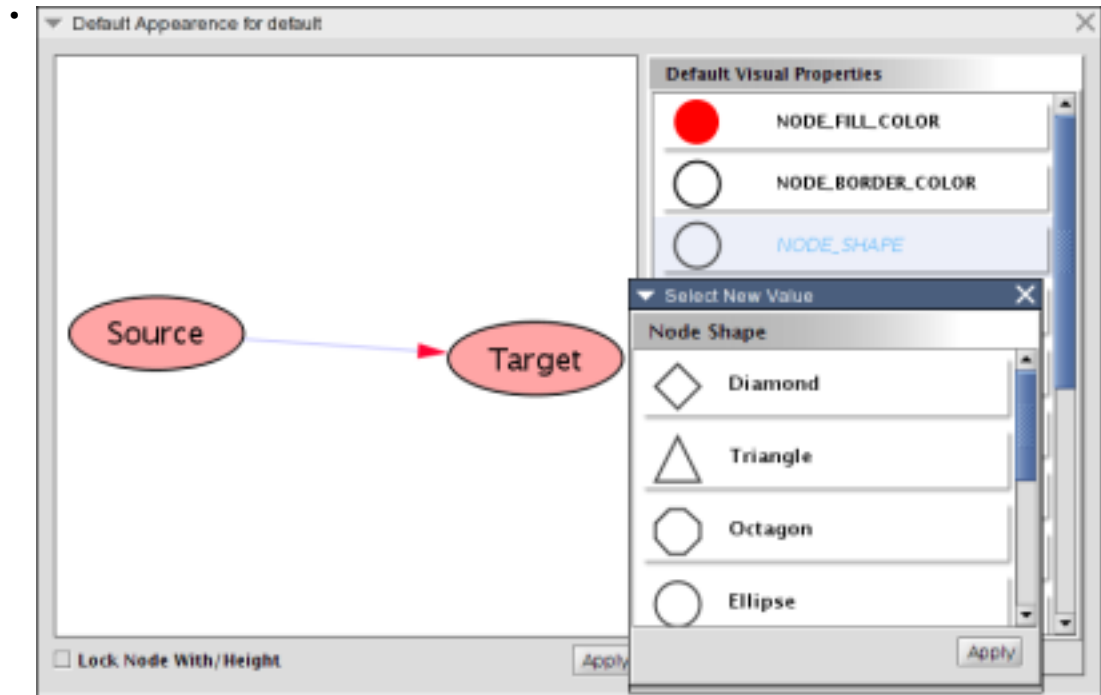 Default Appearence for default
Default Visual Properties
NODE_FILL_COLOR
NODE_BORDER_COLOR
NODE_SHAPE
Source
Target
Select New Value
Node Shape
Diamond
Triangle
Octagon
Ellipse
Apply
Lock Node With/Height
Apply